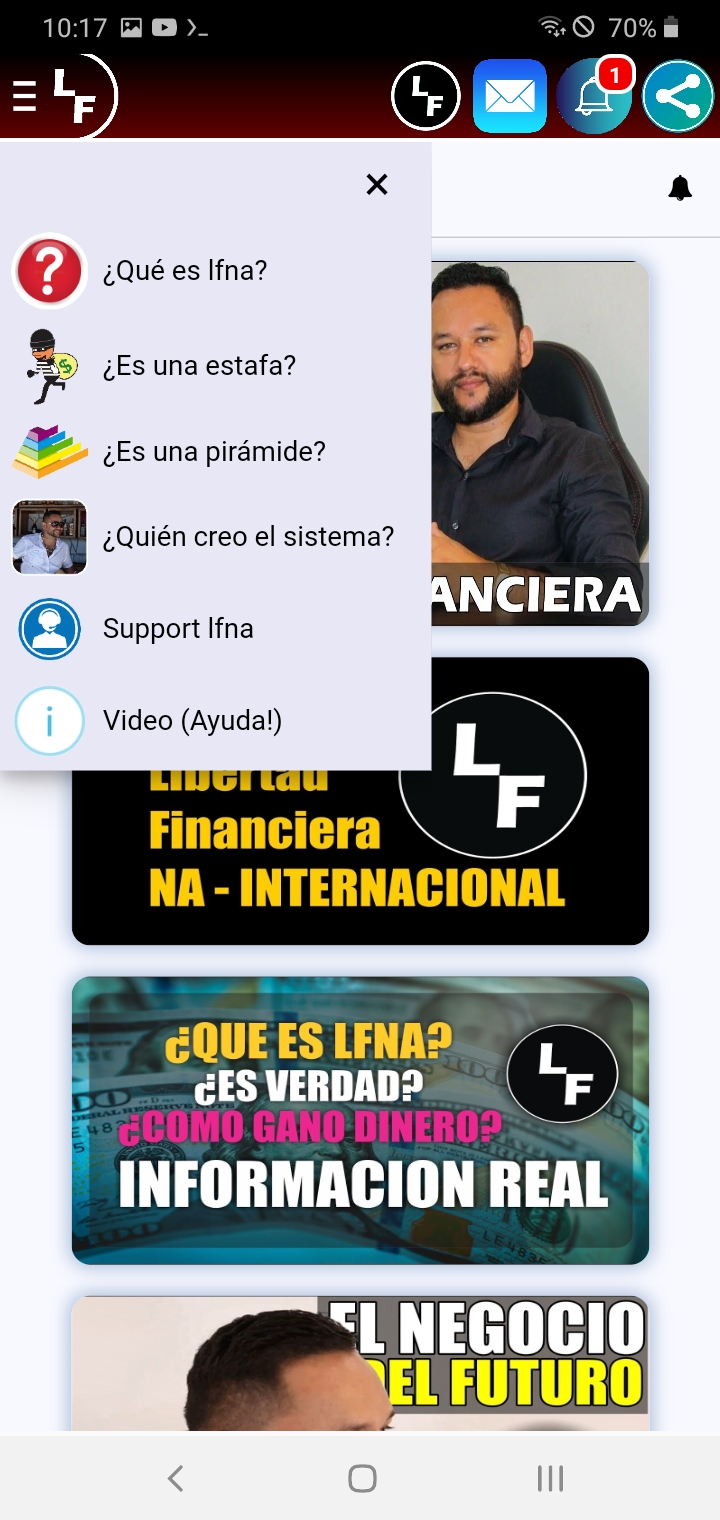 10:17
70%
LF
LF
1
¿Qué es lfna?
¿Es una estafa?
$
¿Es una pirámide?
¿Quién creo el sistema?
Support lfna
i Video (Ayuda!)
ANCIERA
Libertad
Financiera
NA - INTERNACIONAL
LF
¿QUE ES LFNA?
¿ES VERDAD?
¿COMO GANO DINERO?
INFORMACION REAL
LF
EL NEGOCIO
DEL FUTURO